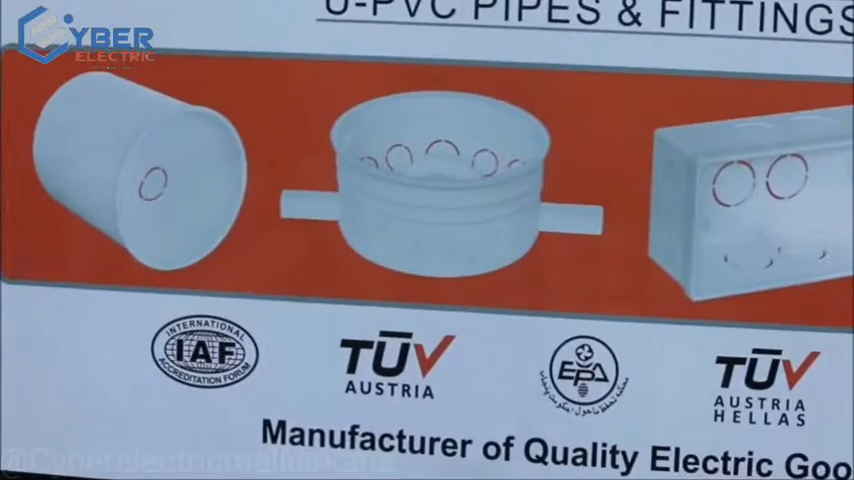 CYBER
ELECTRIC
U-PVC PIPES & FITTINGS
INTERNATIONAL
IAF
ACCREDITATION FORUM
TÜV
AUSTRIA
EPA
TÜV
AUSTRIA
HELLAS
Manufacturer of Quality Electric Goo